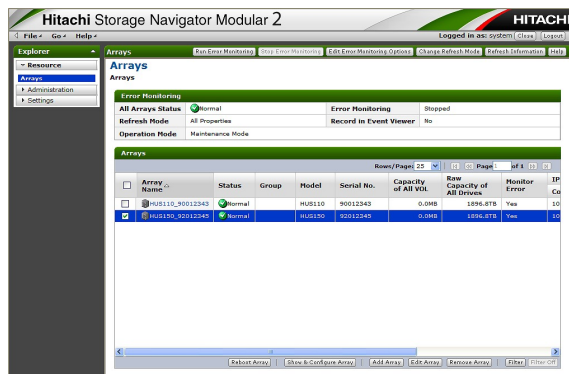 Hitachi Storage Navigator Modular 2
HITACHI
File Go Help
Logged in as: system Close Logout
Explorer
Arrays
Run Error Monitoring Stop Error Monitoring Edit Error Monitoring Options Change Refresh Mode Refresh Information Help
Resource
Arrays
Administration
Settings
Arrays
Arrays
Error Monitoring
All Arrays Status Normal Error Monitoring Stopped
Refresh Mode All Properties Record in Event Viewer No
Operation Mode Maintenance Mode
Arrays
Rows/Page: 25 Page 1 of 1
Array Name Status Group Model Serial No. Capacity of All VOL Raw Capacity of All Drives Monitor Error IP Co
HUS110_90012343 Normal HUS110 90012343 0.0MB 1896.8TB Yes 10
HUS150_92012345 Normal HUS150 92012345 0.0MB 1896.8TB Yes 10
Reboot Array | Show & Configure Array | Add Array Edit Array Remove Array | Filter Filter Off